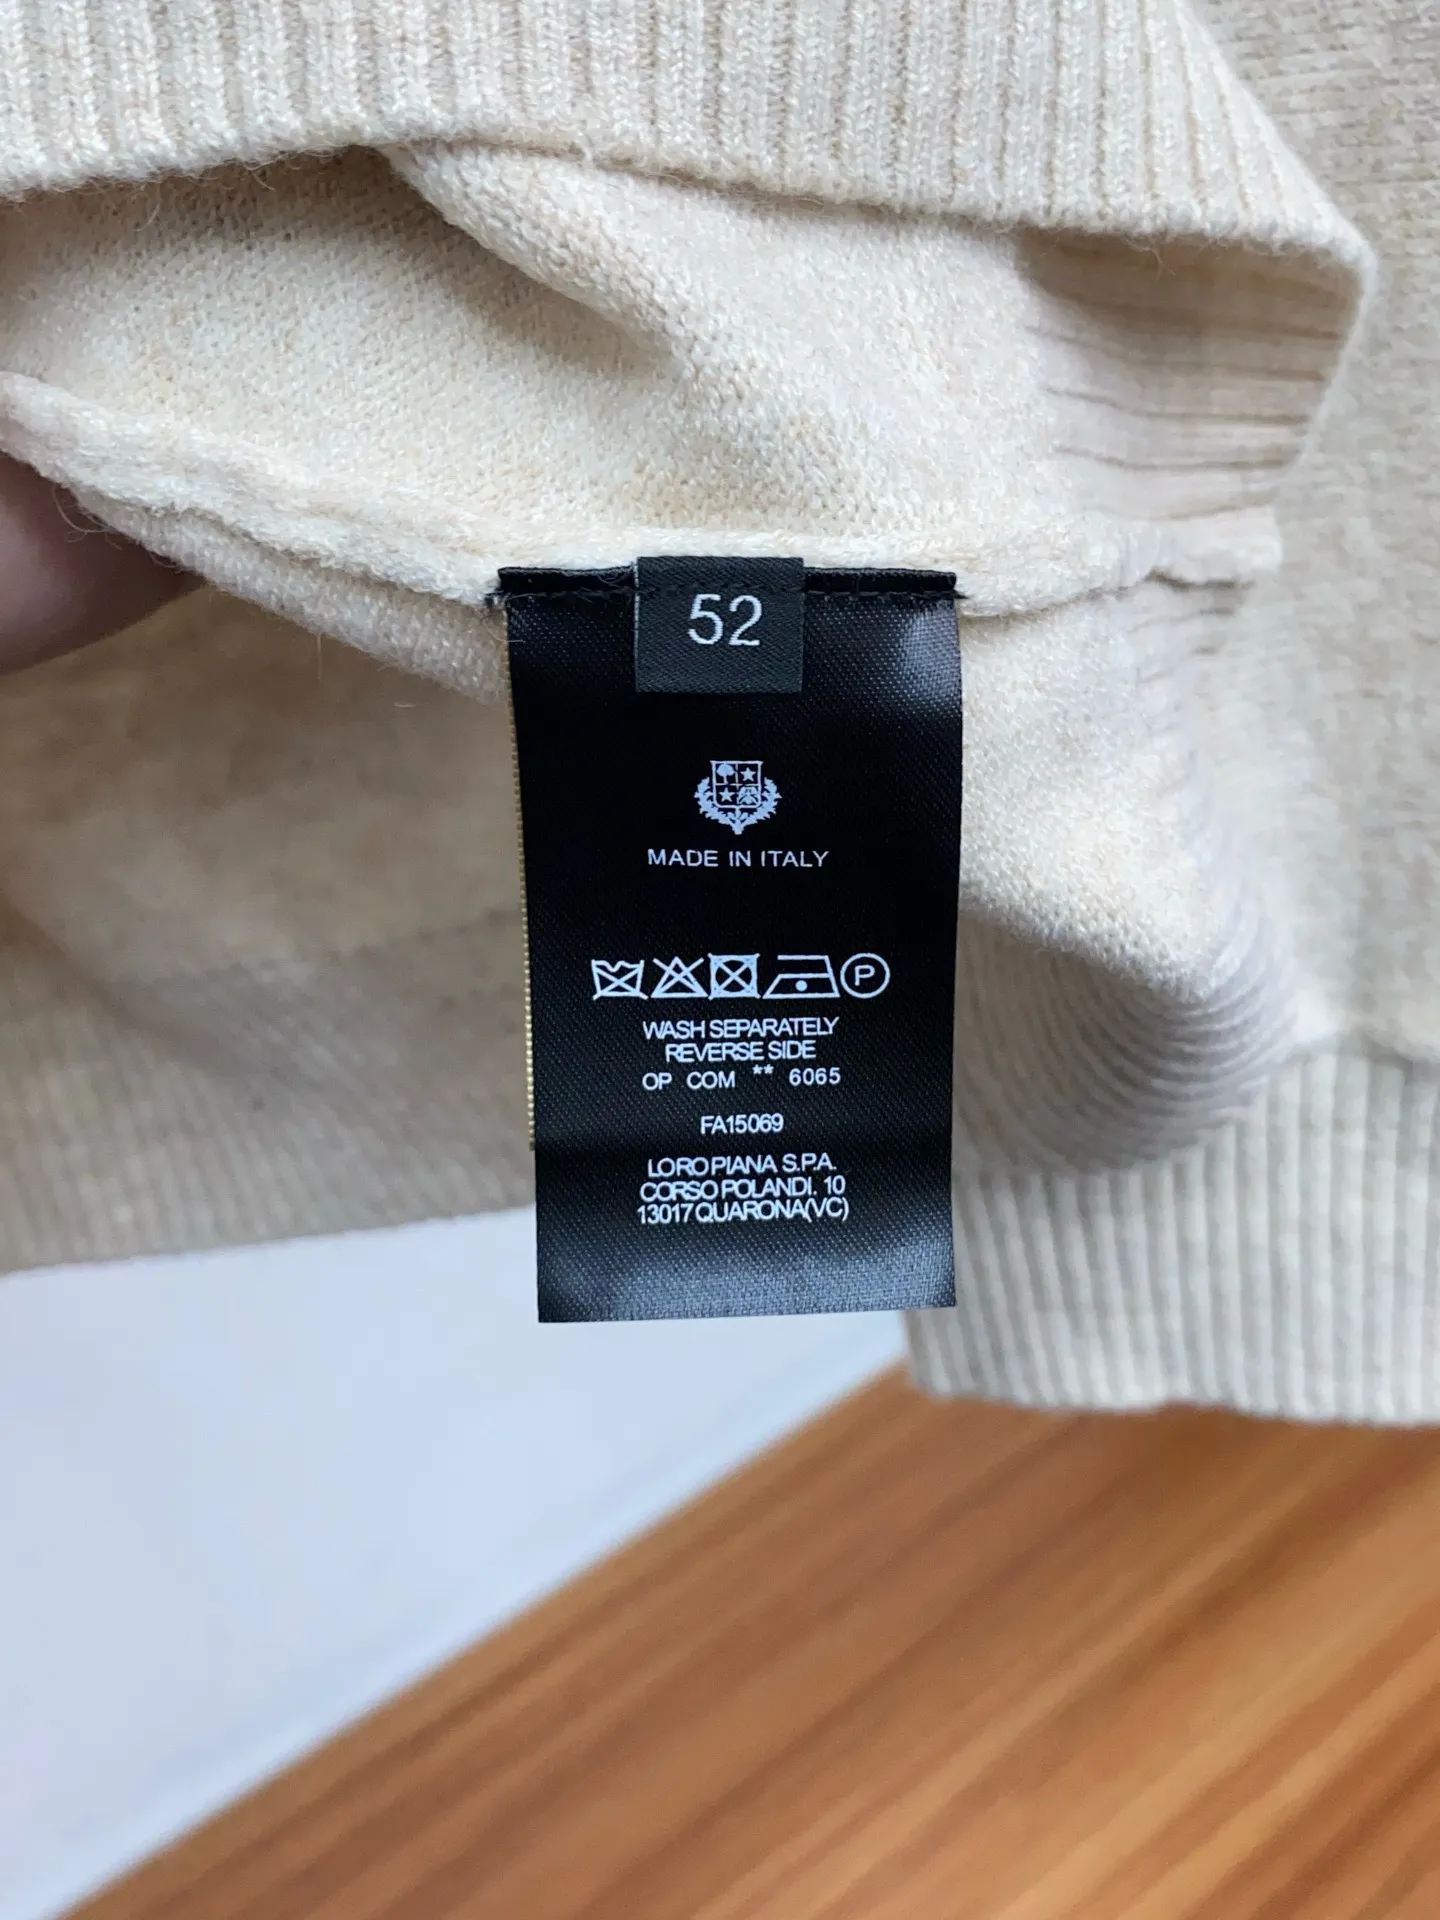 52
MADE IN ITALY
P
WASH SEPARATELY
REVERSE SIDE
OP COM ** 6065
FA15069
LORO PIANA S.P.A.
CORSO POLANDI. 10
13017 QUARONA(VC)